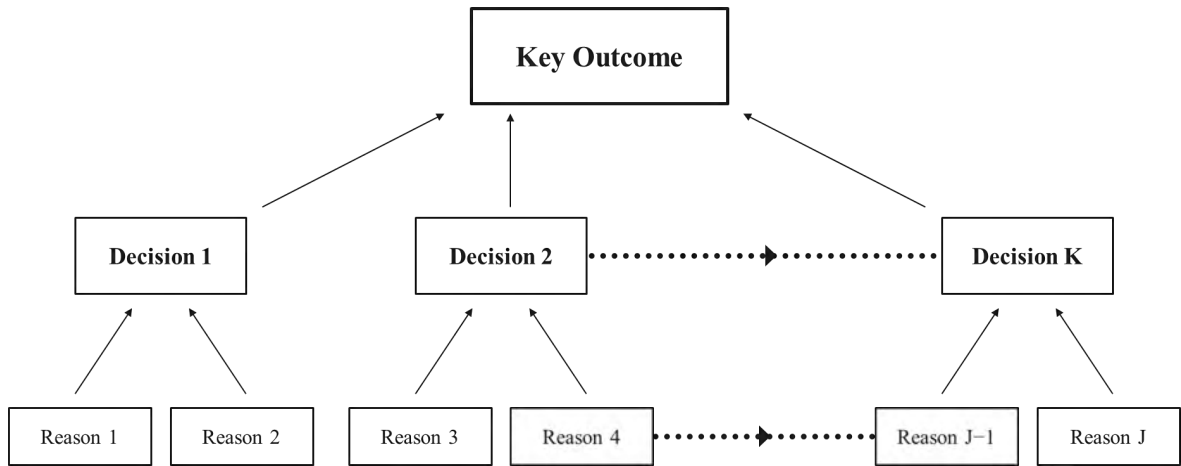 Key Outcome
Decision 1
Decision 2
Decision K
Reason 1
Reason 2
Reason 3
Reason 4
Reason J−1
Reason J